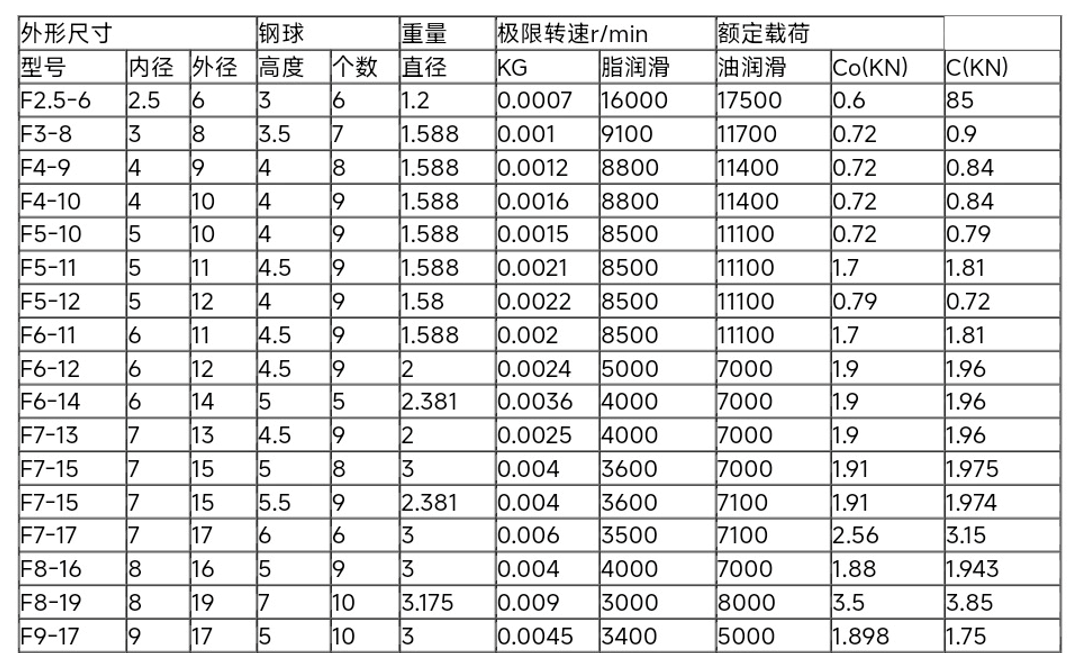 外形尺寸 钢球 重量 极限转速r/min 额定载荷
型号 内径 外径 高度 个数 直径 KG 脂润滑 油润滑 Co(KN) C(KN)
F2.5-6 2.5 6 3 6 1.2 0.0007 16000 17500 0.6 85
F3-8 3 8 3.5 7 1.588 0.001 9100 11700 0.72 0.9
F4-9 4 9 4 8 1.588 0.0012 8800 11400 0.72 0.84
F4-10 4 10 4 9 1.588 0.0016 8800 11400 0.72 0.84
F5-10 5 10 4 9 1.588 0.0015 8500 11100 0.72 0.79
F5-11 5 11 4.5 9 1.588 0.0021 8500 11100 1.7 1.81
F5-12 5 12 4 9 1.58 0.0022 8500 11100 0.79 0.72
F6-11 6 11 4.5 9 1.588 0.002 8500 11100 1.7 1.81
F6-12 6 12 4.5 9 2 0.0024 5000 7000 1.9 1.96
F6-14 6 14 5 5 2.381 0.0036 4000 7000 1.9 1.96
F7-13 7 13 4.5 9 2 0.0025 4000 7000 1.9 1.96
F7-15 7 15 5 8 3 0.004 3600 7000 1.91 1.975
F7-15 7 15 5.5 9 2.381 0.004 3600 7100 1.91 1.974
F7-17 7 17 6 6 3 0.006 3500 7100 2.56 3.15
F8-16 8 16 5 9 3 0.004 4000 7000 1.88 1.943
F8-19 8 19 7 10 3.175 0.009 3000 8000 3.5 3.85
F9-17 9 17 5 10 3 0.0045 3400 5000 1.898 1.75